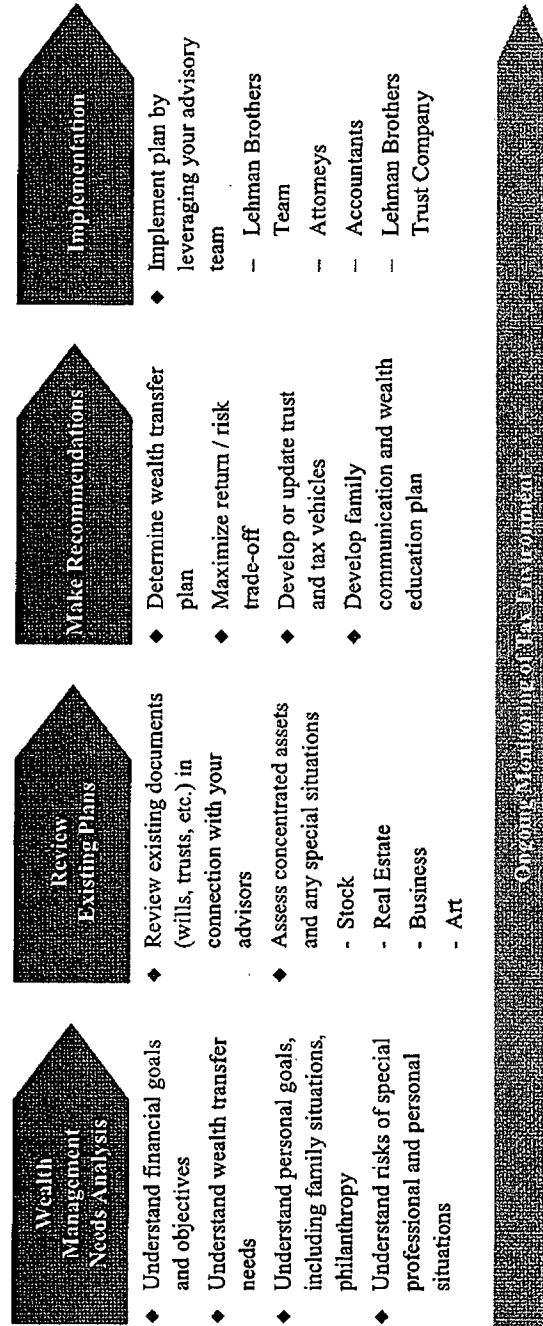 Wealth
Management
Needs Analysis
◆ Understand financial goals
and objectives
◆ Understand wealth transfer
needs
◆ Understand personal goals,
including family situations,
philanthropy
◆ Understand risks of special
professional and personal
situations
Review
Existing Plans
◆ Review existing documents
(wills, trusts, etc.) in
connection with your
advisors
◆ Assess concentrated assets
and any special situations
- Stock
- Real Estate
- Business
- Art
Make Recommendations
◆ Determine wealth transfer
plan
◆ Maximize return / risk
trade-off
◆ Develop or update trust
and tax vehicles
◆ Develop family
communication and wealth
education plan
Implementation
◆ Implement plan by
leveraging your advisory
team
– Lehman Brothers
Team
– Attorneys
– Accountants
– Lehman Brothers
Trust Company
Ongoing Monitoring of Tax Environment